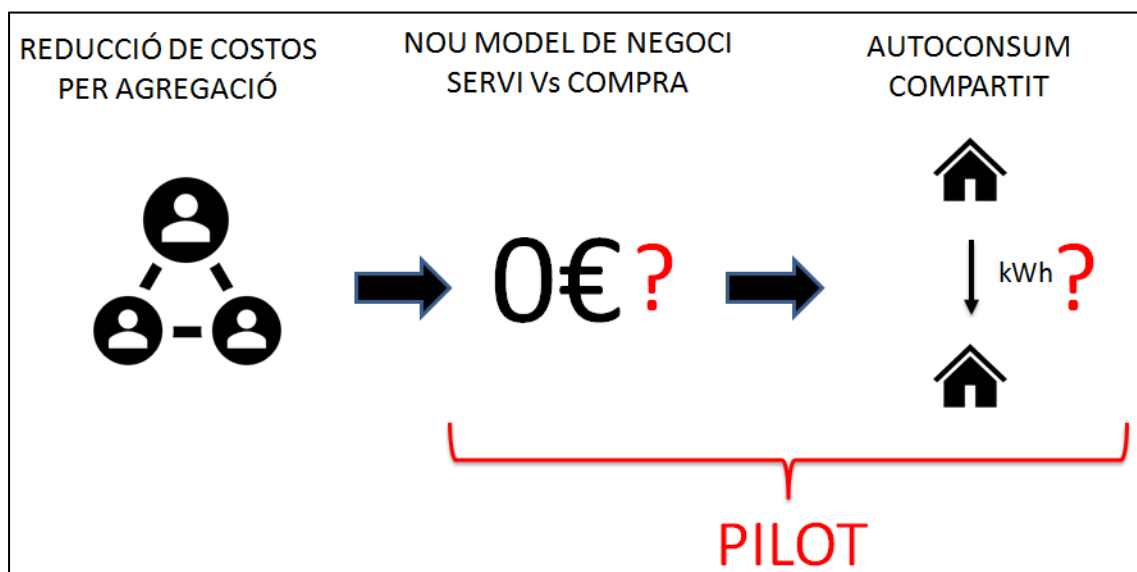 REDUCCIÓ DE COSTOS
PER AGREGACIÓ
NOU MODEL DE NEGOCI
SERVI Vs COMPRA
AUTOCONSUM
COMPARTIT
0€?
kWh?
PILOT